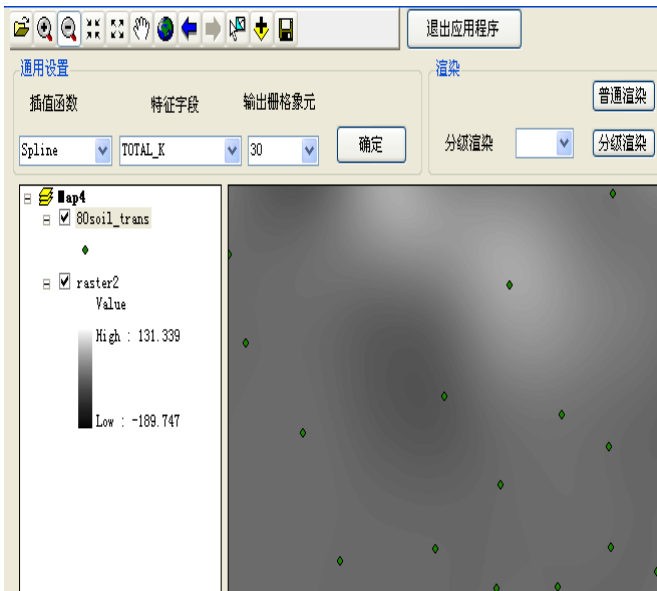 退出应用程序
通用设置
渲染
插值函数
特征字段
输出栅格象元
普通渲染
Spline
TOTAL_K
30
确定
分级渲染
分级渲染
Map4
80soil_trans
raster2
Value
High : 131.339
Low : -189.747